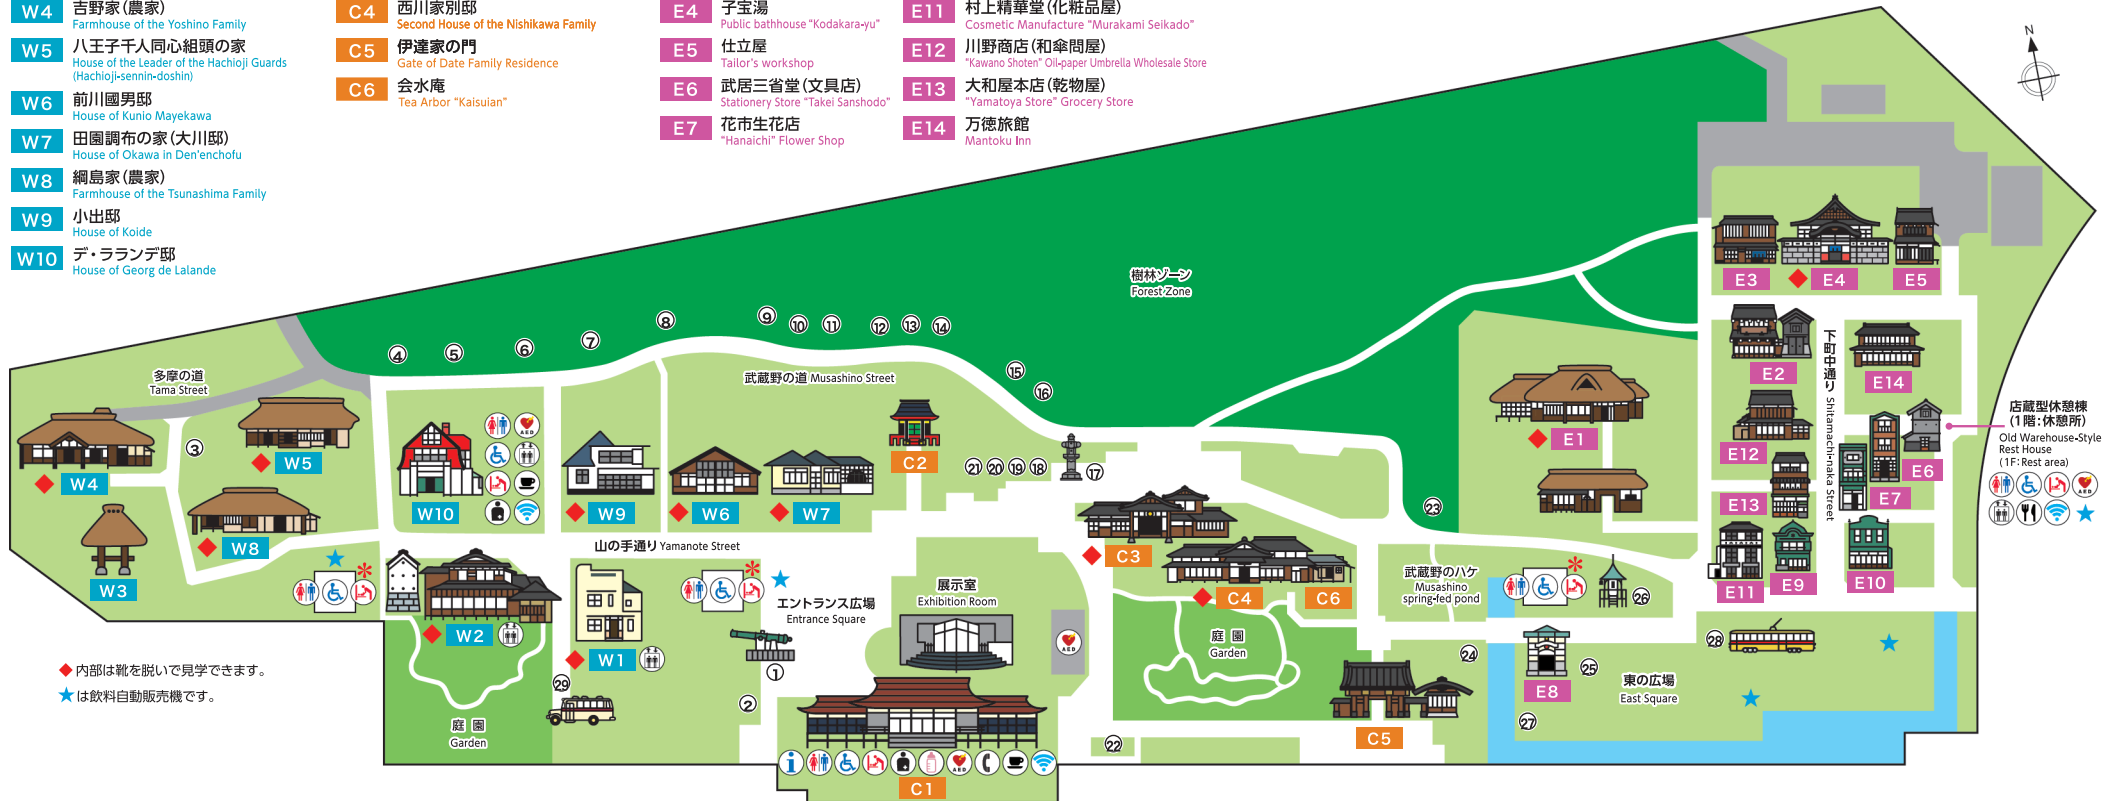 W4 吉野家（農家）
Farmhouse of the Yoshino Family
W5 八王子千人同心組頭の家
House of the Leader of the Hachioji Guards
(Hachioji-sennin-doshin)
W6 前川國男邸
House of Kunio Mayekawa
W7 田園調布の家（大川邸）
House of Okawa in Den'enchofu
W8 綱島家（農家）
Farmhouse of the Tsunashima Family
W9 小出邸
House of Koide
W10 デ・ラランデ邸
House of Georg de Lalande
C4 西川家別邸
Second House of the Nishikawa Family
C5 伊達家の門
Gate of Date Family Residence
C6 会水庵
Tea Arbor "Kaisuian"
E4 子宝湯
Public bathhouse "Kodakara-yu"
E5 仕立屋
Tailor's workshop
E6 武居三省堂（文具店）
Stationery Store "Takei Sanshodo"
E7 花市生花店
"Hanaichi" Flower Shop
E11 村上精華堂（化粧品屋）
Cosmetic Manufacture "Murakami Seikado"
E12 川野商店（和傘問屋）
"Kawano Shoten" Oil-paper Umbrella Wholesale Store
E13 大和屋本店（乾物屋）
"Yamatoya Store" Grocery Store
E14 万徳旅館
Mantoku Inn
N
樹林ゾーン
Forest Zone
E3
E4
E5
多摩の道
Tama Street
④
⑤
⑥
⑦
⑧
⑨
⑩
⑪
⑫
⑬
⑭
⑮
⑯
武蔵野の道 Musashino Street
E2
E14
下町中通り Shitamachi-naka Street
店蔵型休憩棟
（1階：休憩所）
Old Warehouse-Style
Rest House
(1F: Rest area)
AED
③
W4
W5
W10
AED
W9
W6
W7
C2
㉑
⑳
⑲
⑱
⑰
E1
E12
E6
E7
E13
㉓
W8
W3
山の手通り Yamanote Street
C3
C4
C6
武蔵野のハケ
Musashino
spring-fed pond
㉖
E11
E9
E10
エントランス広場
Entrance Square
展示室
Exhibition Room
AED
W2
W1
①
②
㉙
庭園
Garden
庭園
Garden
㉔
E8
㉕
㉗
㉘
東の広場
East Square
C5
㉒
i
AED
C1
◆内部は靴を脱いで見学できます。
★は飲料自動販売機です。